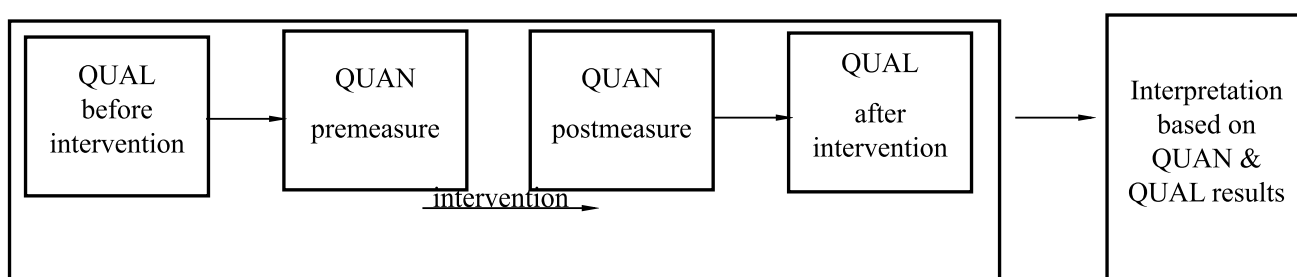 QUAL
before
intervention
QUAN
premeasure
QUAN
postmeasure
QUAL
after
intervention
intervention
Interpretation
based on
QUAN &
QUAL results